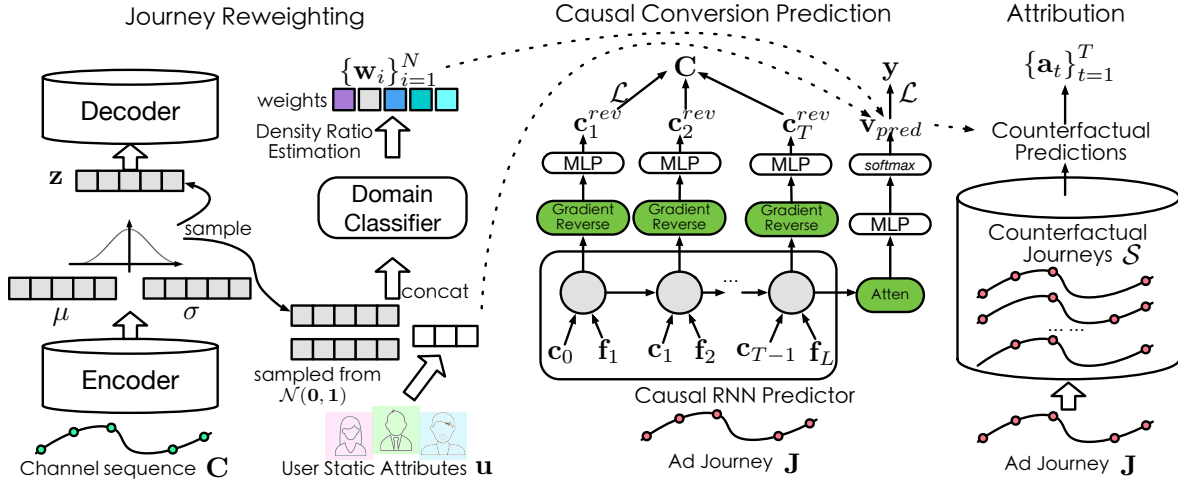 Journey Reweighting
Decoder
z
sample
μ
σ
Encoder
Channel sequence C
{w_i}_{i=1}^N
weights
Density Ratio
Estimation
Domain
Classifier
concat
sampled from
𝒩(0, 1)
User Static Attributes u
Causal Conversion Prediction
C
ℒ
c_1^{rev}
c_2^{rev}
c_T^{rev}
MLP
MLP
MLP
Gradient
Reverse
Gradient
Reverse
Gradient
Reverse
...
c_0
f_1
c_1
f_2
c_{T-1}
f_L
y
ℒ
v_{pred}
softmax
MLP
Atten
Causal RNN Predictor
Ad Journey J
Attribution
{a_t}_{t=1}^T
Counterfactual
Predictions
Counterfactual
Journeys 𝒮
... ...
Ad Journey J